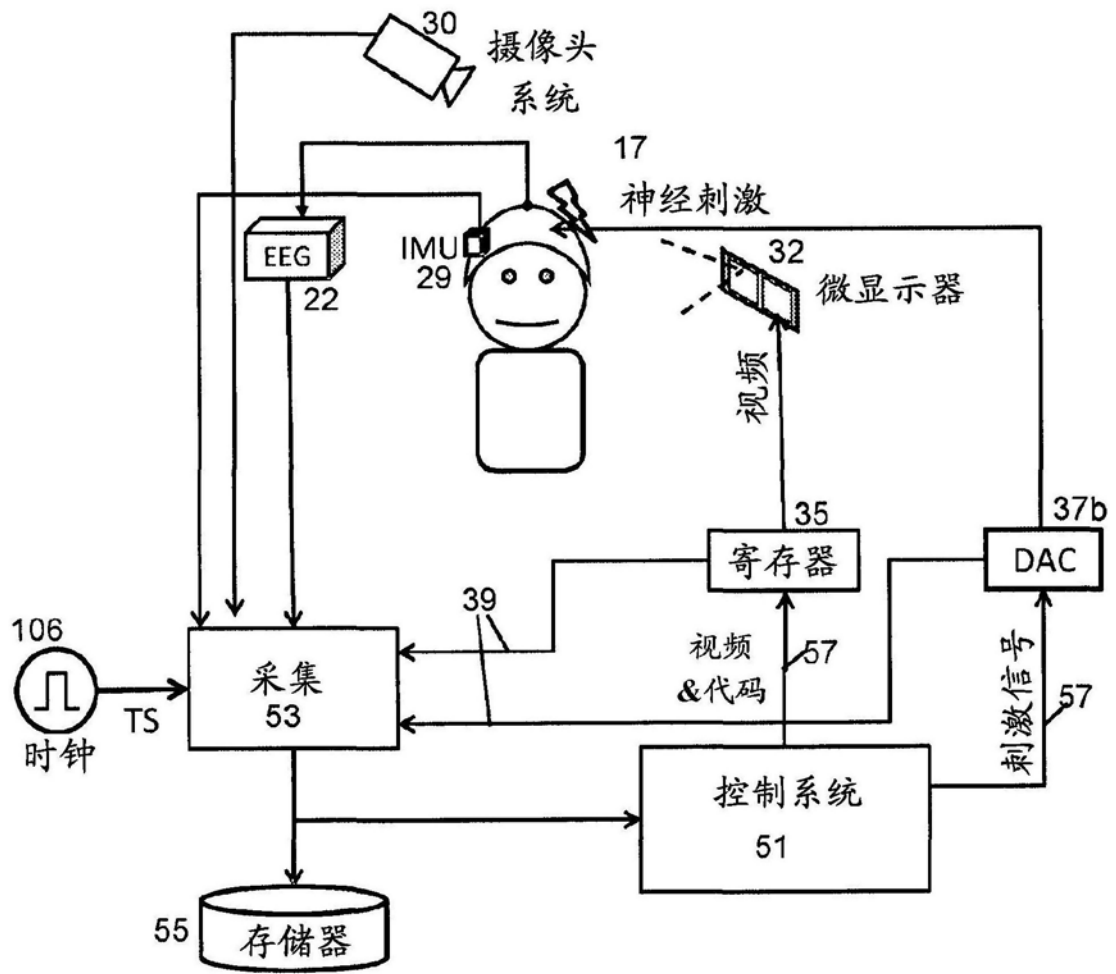 30
摄像头
系统
17
神经刺激
EEG
22
IMU
29
32
微显示器
视频
35
寄存器
37b
DAC
39
视频
&代码
57
刺激信号
57
106
TS
时钟
采集
53
控制系统
51
55
存储器